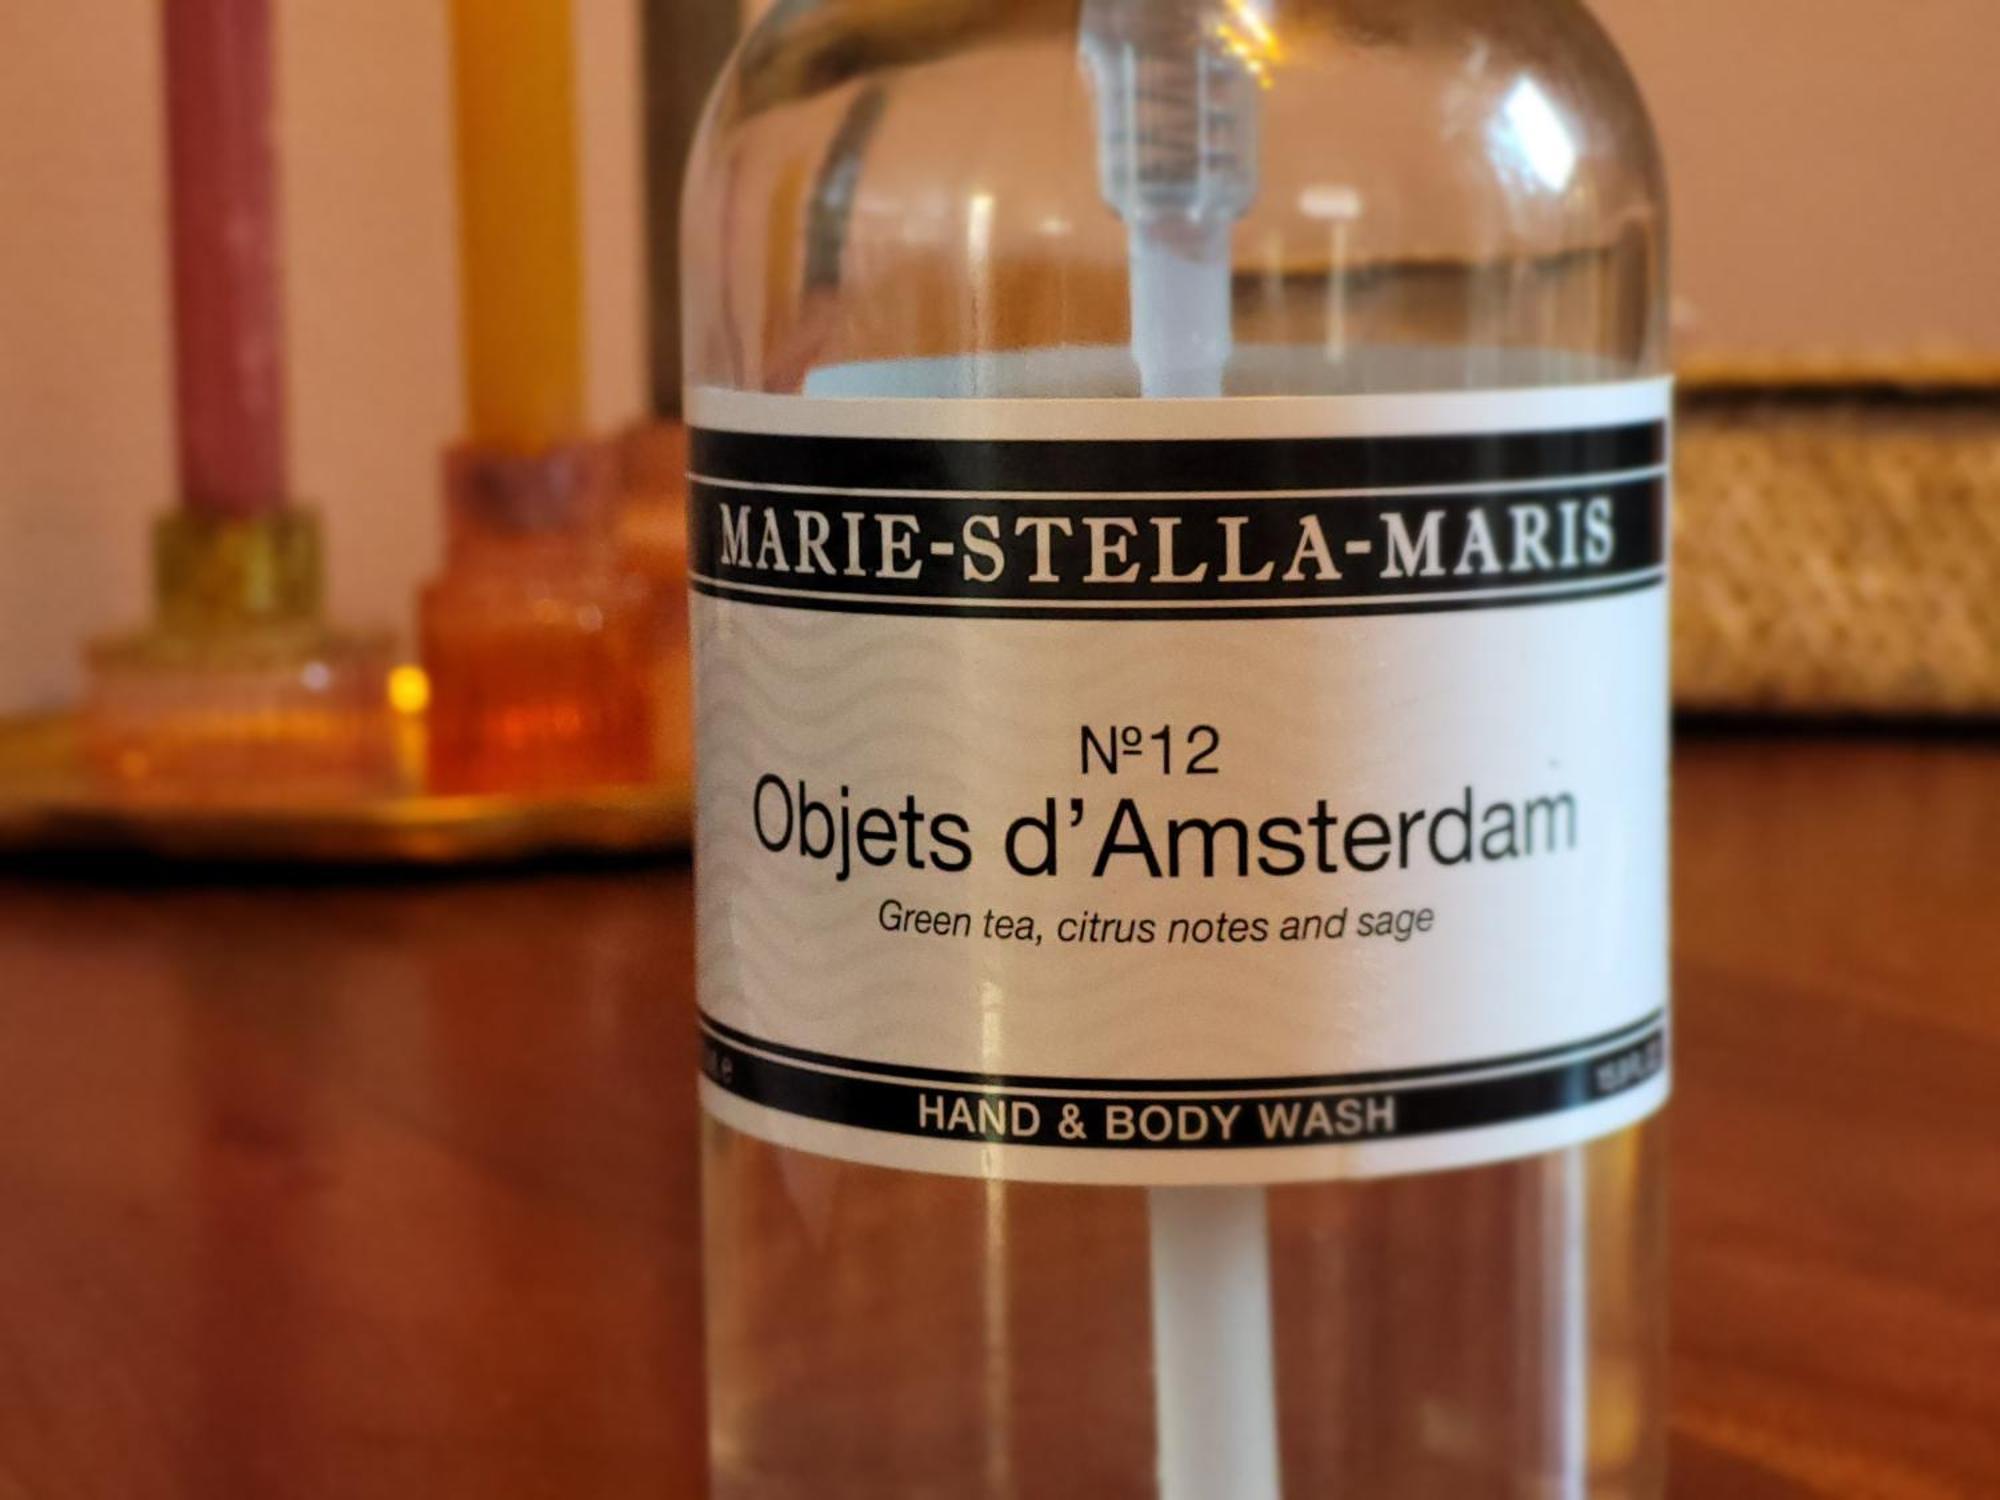 MARIE-STELLA-MARIS
Nº12
Objets d’Amsterdam
Green tea, citrus notes and sage
HAND & BODY WASH